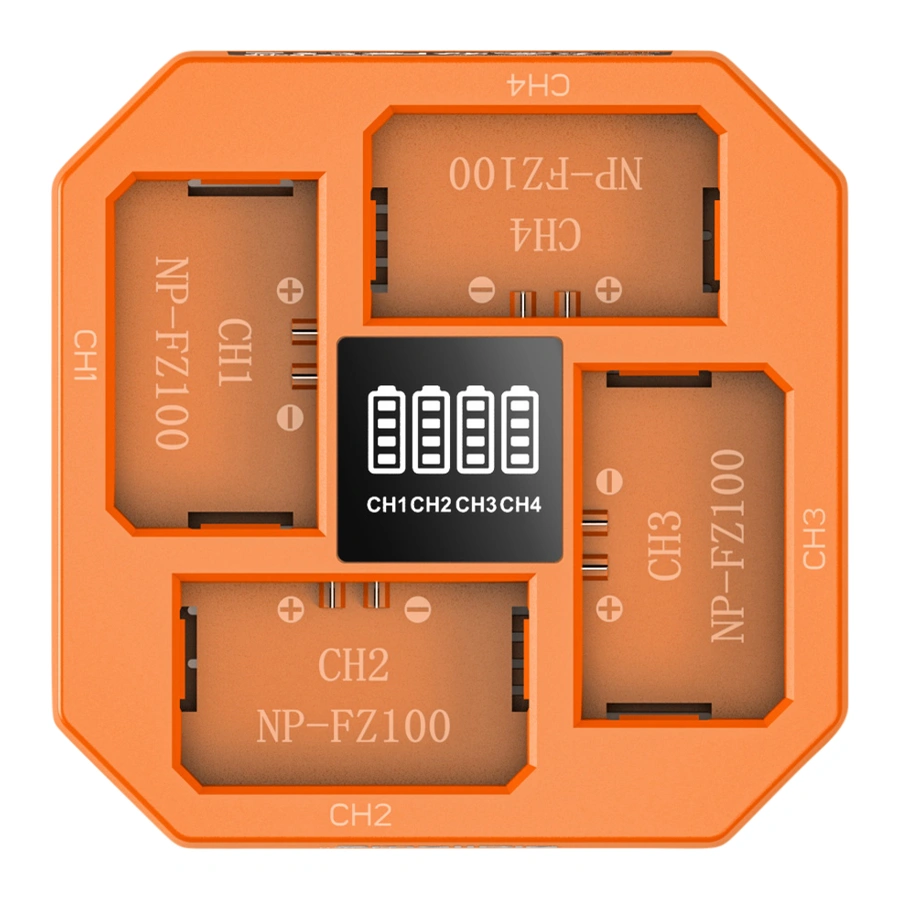 CH4
NP-FZ100
CH4
CH1
NP-FZ100
CH1
+
−
− +
CH1 CH2 CH3 CH4
−
+
CH3
NP-FZ100
CH3
+ −
CH2
NP-FZ100
CH2